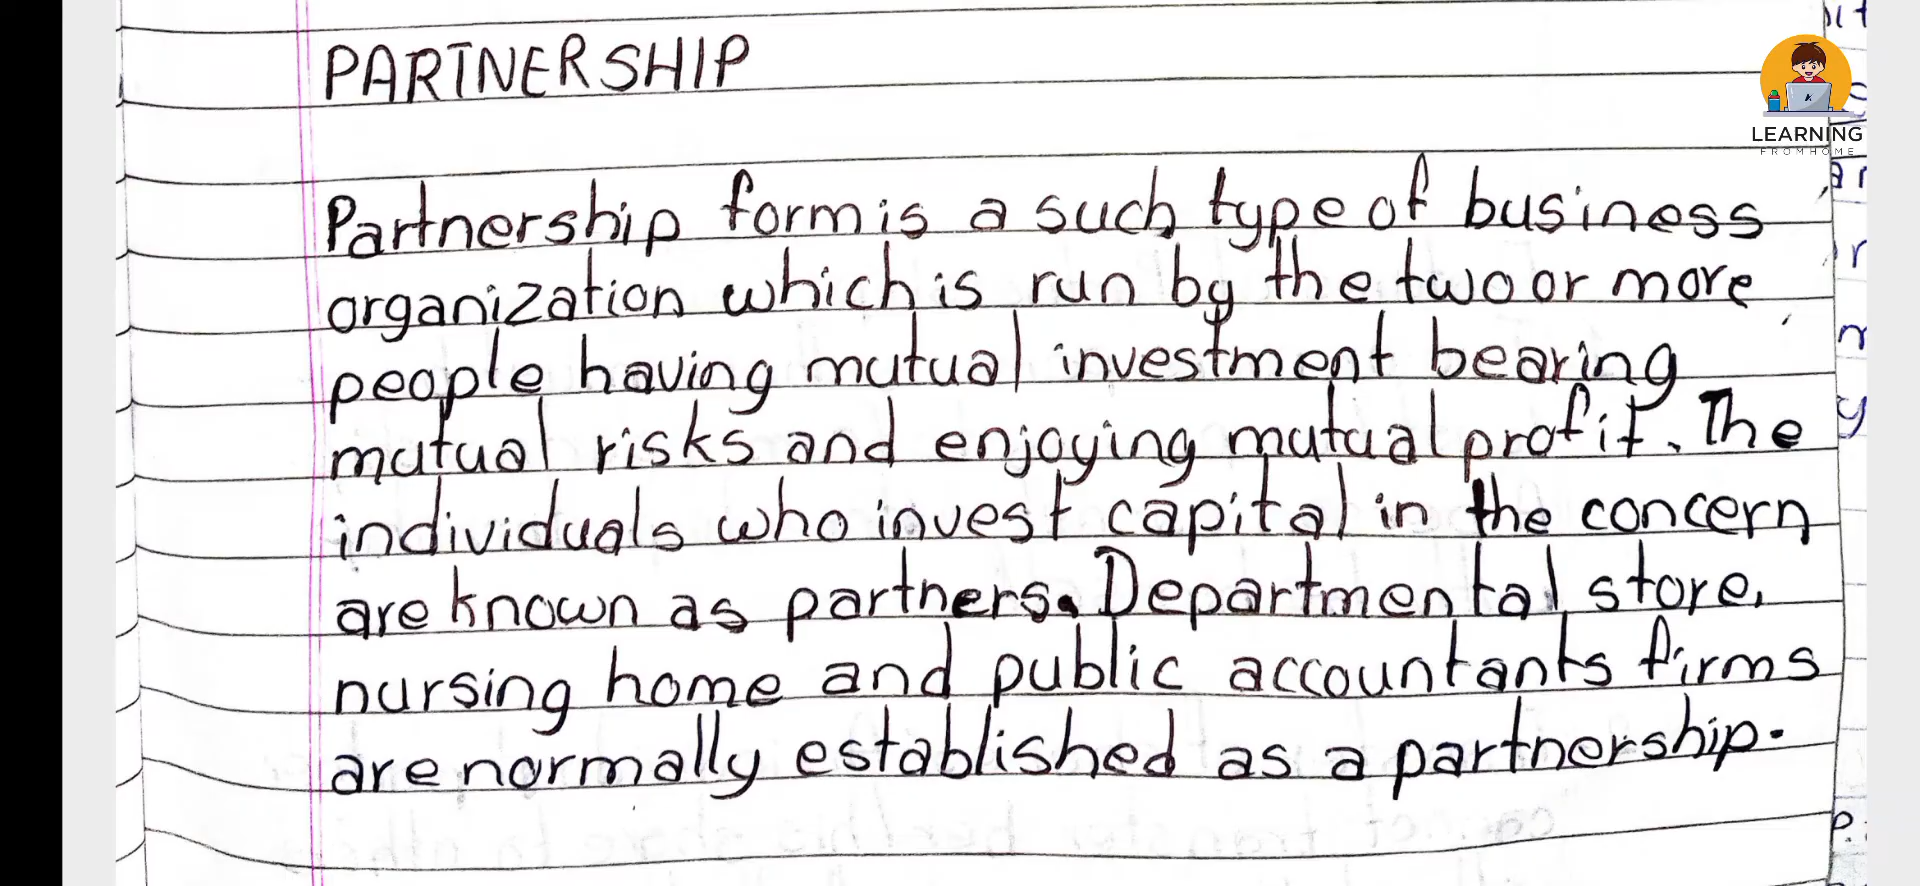 PARTNERSHIP
LEARNING
FROMHOME
Partnership form is a such type of business
organization which is run by the two or more
people having mutual investment bearing
mutual risks and enjoying mutual profit. The
individuals who invest capital in the concern
are known as partners. Departmental store,
nursing home and public accountants firms
are normally established as a partnership.